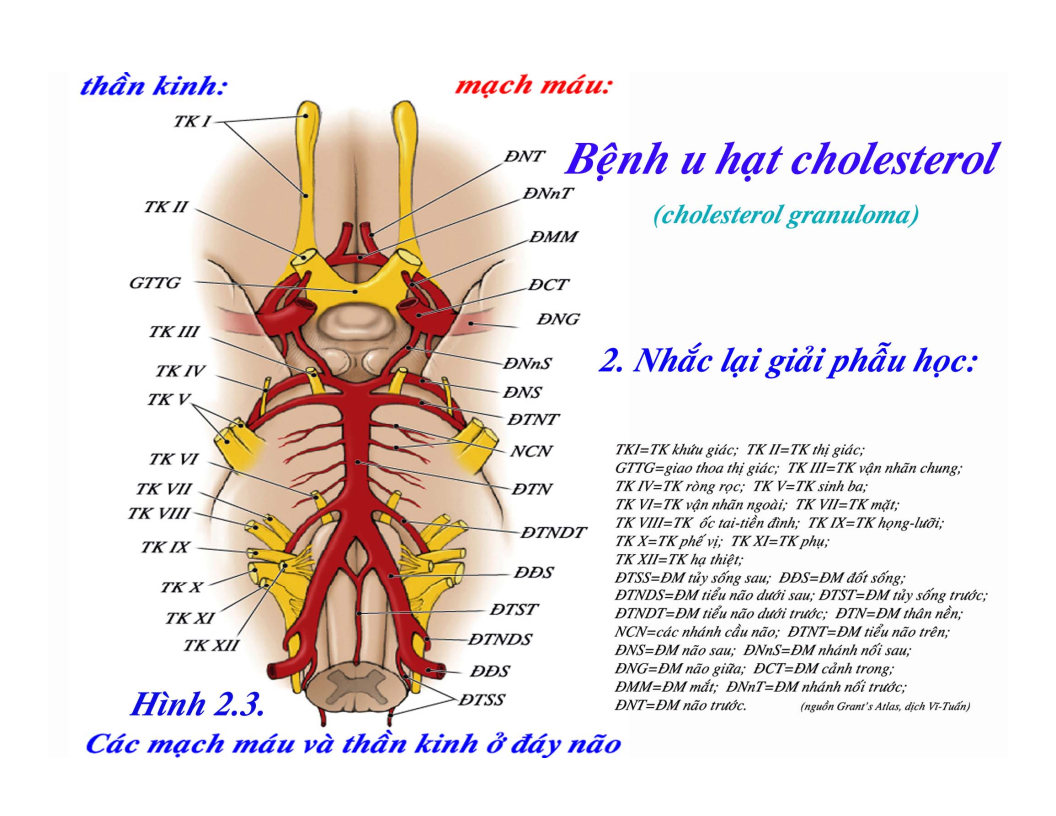 thần kinh:
mạch máu:
TK I
TK II
GTTG
TK III
TK IV
TK V
TK VI
TK VII
TK VIII
TK IX
TK X
TK XI
TK XII
ĐNT
ĐNnT
ĐMM
ĐCT
ĐNG
ĐNnS
ĐNS
ĐTNT
NCN
ĐTN
ĐTNDT
ĐĐS
ĐTST
ĐTNDS
ĐĐS
ĐTSS
Hình 2.3.
Các mạch máu và thần kinh ở đáy não
Bệnh u hạt cholesterol
(cholesterol granuloma)
2. Nhắc lại giải phẫu học:
TKI=TK khứu giác; TK II=TK thị giác;
GTTG=giao thoa thị giác; TK III=TK vận nhãn chung;
TK IV=TK ròng rọc; TK V=TK sinh ba;
TK VI=TK vận nhãn ngoài; TK VII=TK mặt;
TK VIII=TK ốc tai-tiền đình; TK IX=TK họng-lưỡi;
TK X=TK phế vị; TK XI=TK phụ;
TK XII=TK hạ thiệt;
ĐTSS=ĐM tủy sống sau; ĐĐS=ĐM đốt sống;
ĐTNDS=ĐM tiểu não dưới sau; ĐTST=ĐM tủy sống trước;
ĐTNDT=ĐM tiểu não dưới trước; ĐTN=ĐM thân nền;
NCN=các nhánh cầu não; ĐTNT=ĐM tiểu não trên;
ĐNS=ĐM não sau; ĐNnS=ĐM nhánh nối sau;
ĐNG=ĐM não giữa; ĐCT=ĐM cảnh trong;
ĐMM=ĐM mắt; ĐNnT=ĐM nhánh nối trước;
ĐNT=ĐM não trước. (nguồn Grant's Atlas, dịch Vĩ-Tuấn)